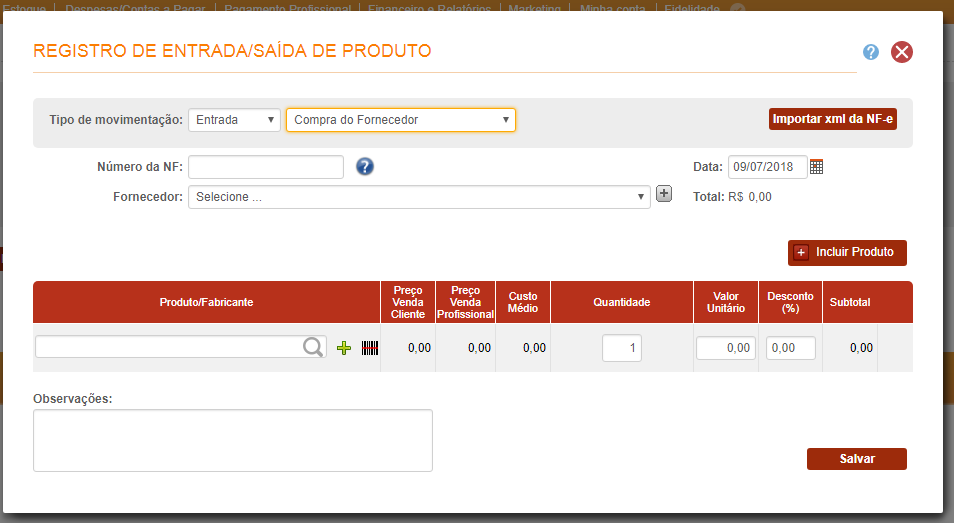 Estoque | Despesas/Contas a Pagar | Pagamento Profissional | Financeiro e Relatórios | Marketing | Minha conta | Fidelidade
REGISTRO DE ENTRADA/SAÍDA DE PRODUTO
Tipo de movimentação: Entrada Compra do Fornecedor Importar xml da NF-e
Número da NF: Data: 09/07/2018
Fornecedor: Selecione ... Total: R$ 0,00
Incluir Produto
Produto/Fabricante Preço Venda Cliente Preço Venda Profissional Custo Médio Quantidade Valor Unitário Desconto (%) Subtotal
0,00 0,00 0,00 1 0,00 0,00 0,00
Observações:
Salvar